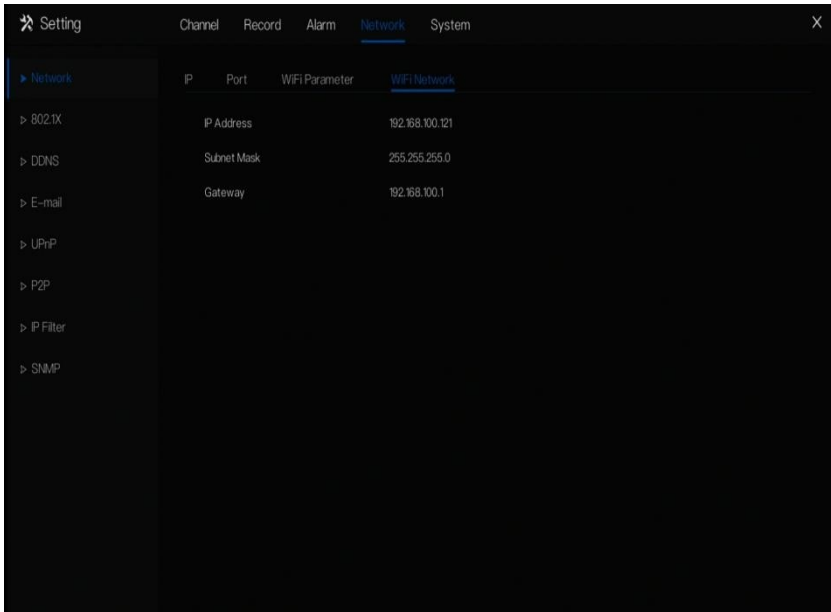 Setting
Channel Record Alarm Network System X
Network
IP Port WiFi Parameter WiFi Network
802.1X
IP Address 192.168.100.121
DDNS
Subnet Mask 255.255.255.0
E-mail
Gateway 192.168.100.1
UPnP
P2P
IP Filter
SNMP